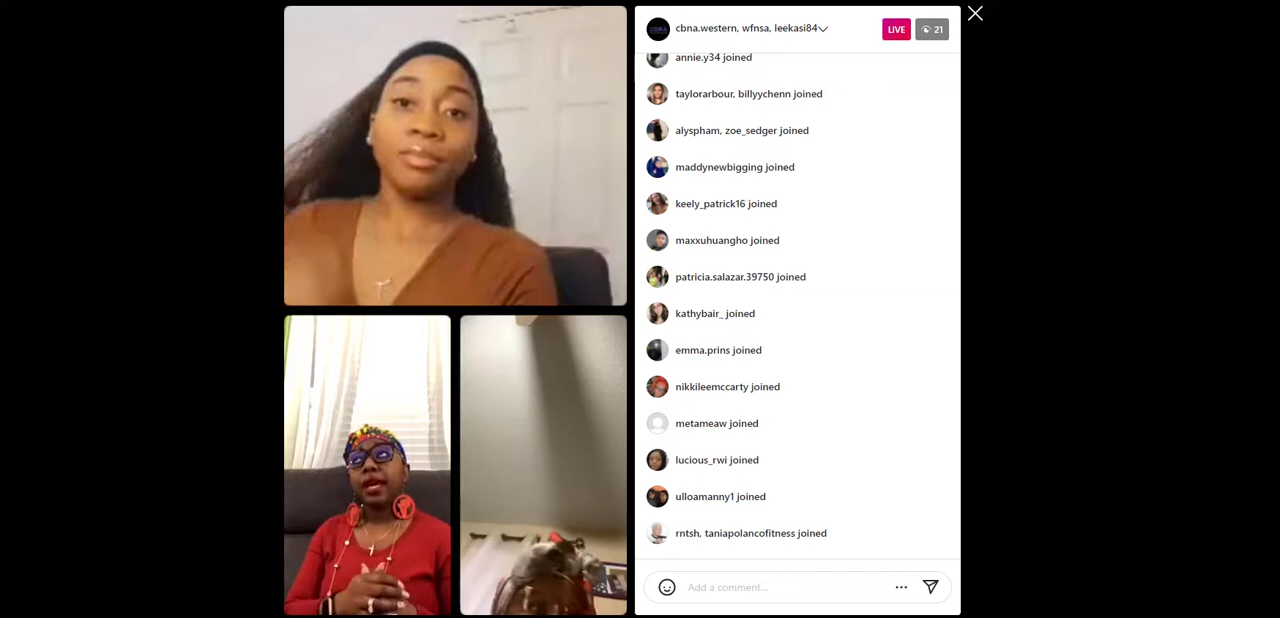 cbna.western, wfnsa, leekasi84
LIVE
21
annie.y34 joined
taylorarbour, billyychenn joined
alyspham, zoe_sedger joined
maddynewbigging joined
keely_patrick16 joined
maxxuhuangho joined
patricia.salazar.39750 joined
kathybair_ joined
emma.prins joined
nikkileemccarty joined
metameaw joined
lucious_rwi joined
ulloamanny1 joined
rntsh, taniapolancofitness joined
Add a comment...